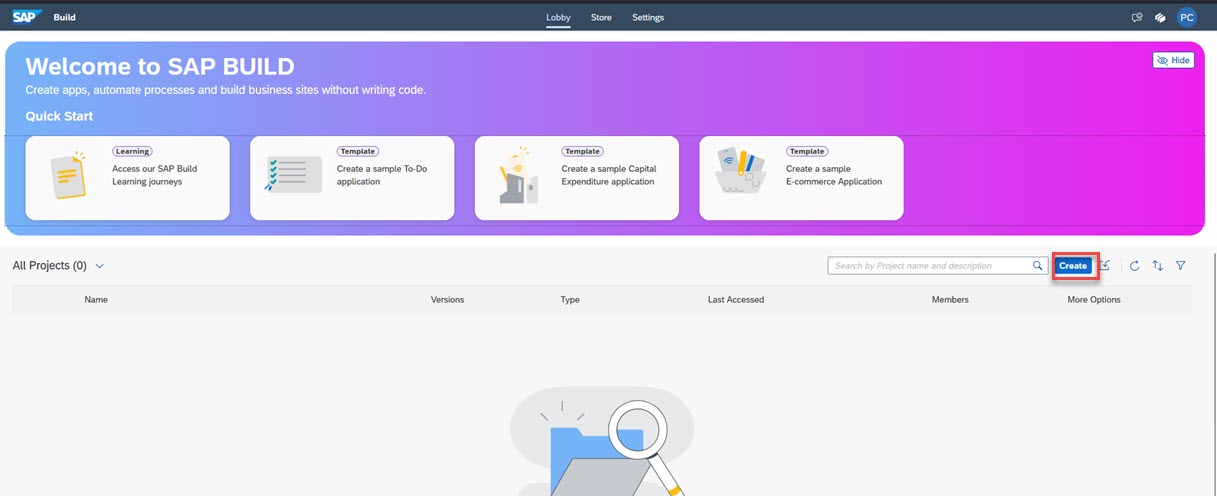 SAP Build Lobby Store Settings PC
Welcome to SAP BUILD
Hide
Create apps, automate processes and build business sites without writing code.
Quick Start
Learning
Access our SAP Build
Learning journeys
Template
Create a sample To-Do
application
Template
Create a sample Capital
Expenditure application
Template
Create a sample
E-commerce Application
All Projects (0)
Search by Project name and description
Create
Name Versions Type Last Accessed Members More Options